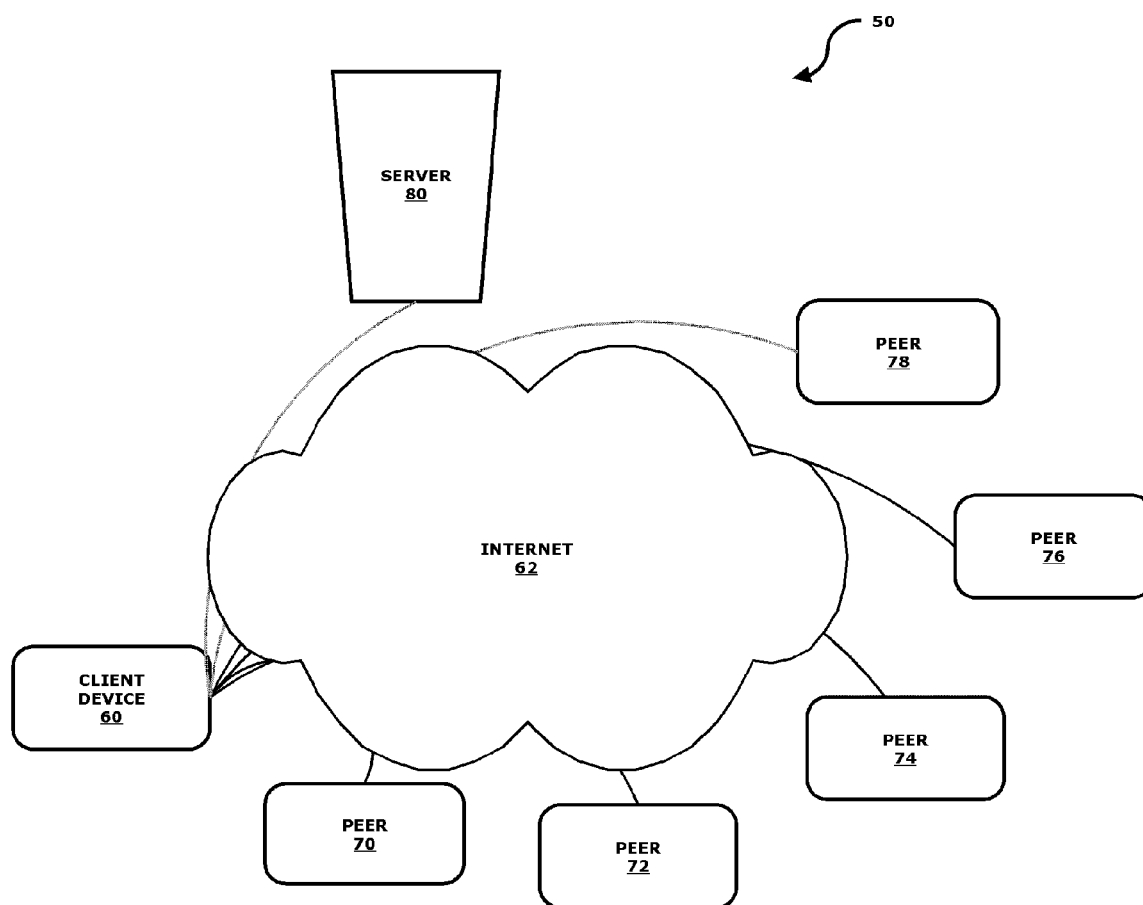 50
SERVER
80
PEER
78
INTERNET
62
PEER
76
CLIENT
DEVICE
60
PEER
74
PEER
70
PEER
72